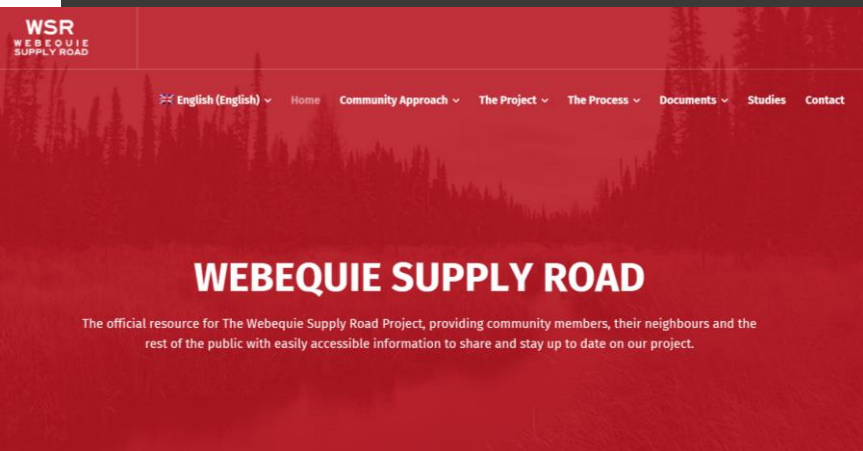 WSR
WEBEQUIE
SUPPLY ROAD
English (English)
Home
Community Approach
The Project
The Process
Documents
Studies
Contact
WEBEQUIE SUPPLY ROAD
The official resource for The Webequie Supply Road Project, providing community members, their neighbours and the
rest of the public with easily accessible information to share and stay up to date on our project.